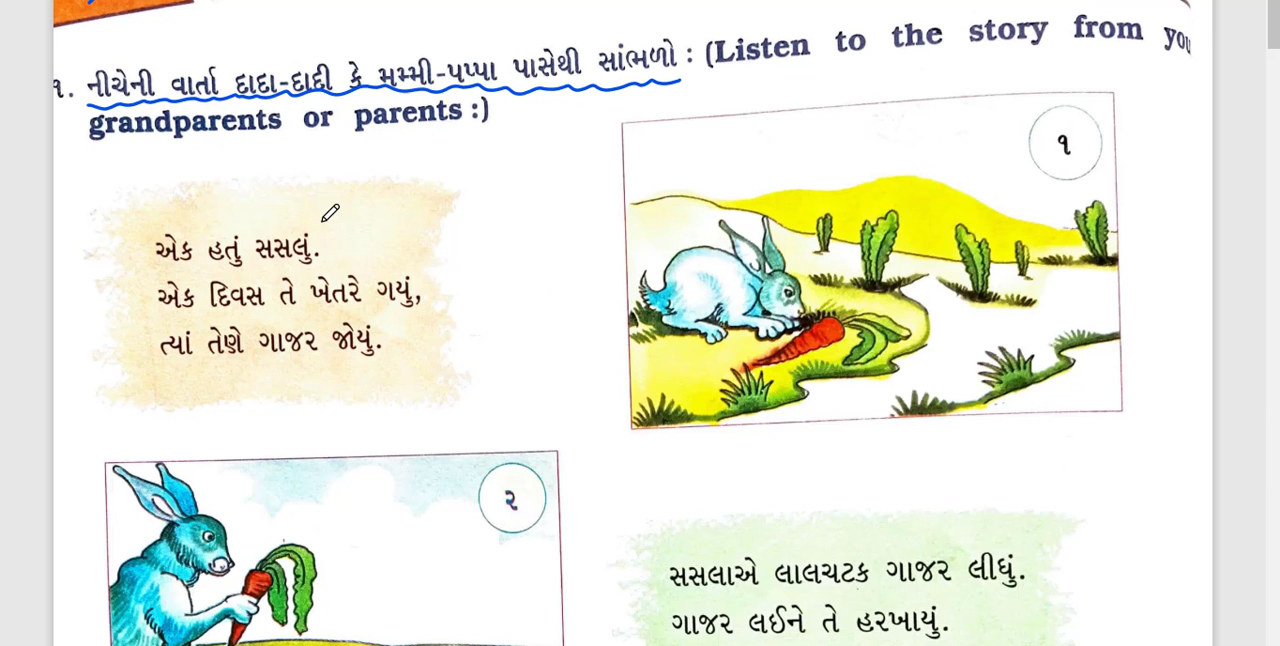 ૧. નીચેની વાર્તા દાદા-દાદી કે મમ્મી-પપ્પા પાસેથી સાંભળો : (Listen to the story from
grandparents or parents :)
૧
એક હતું સસલું.
એક દિવસ તે ખેતરે ગયું,
ત્યાં તેણે ગાજર જોયું.
૨
સસલાએ લાલચટક ગાજર લીધું.
ગાજર લઈને તે હરખાયું.